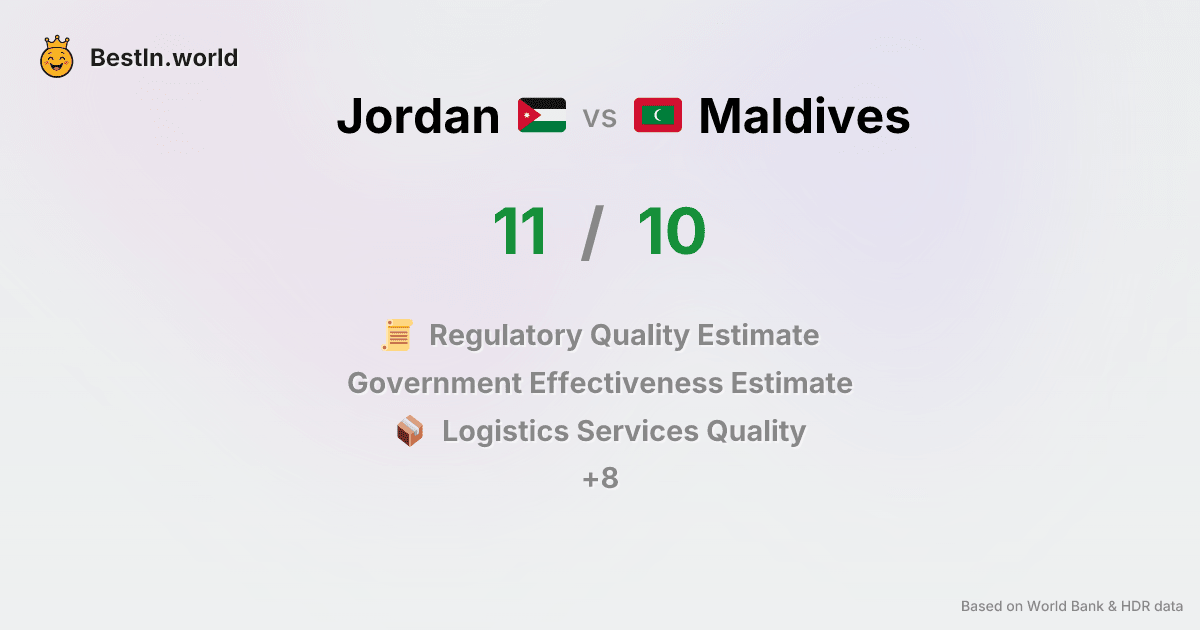 BestIn.world
Jordan vs Maldives
11 / 10
Regulatory Quality Estimate
Government Effectiveness Estimate
Logistics Services Quality
+8
Based on World Bank & HDR data